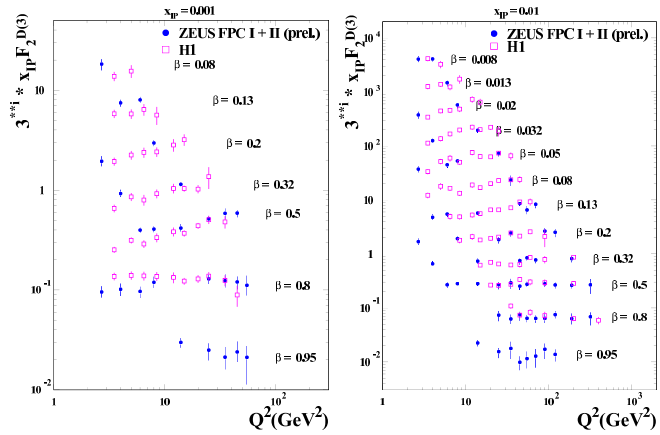 x_IP = 0.001
3^**i * x_IP F_2^D(3)
ZEUS FPC I + II (prel.)
H1
β = 0.08
β = 0.13
β = 0.2
β = 0.32
β = 0.5
β = 0.8
β = 0.95
10
1
10^-1
10^-2
1
10
10^2
Q^2(GeV^2)
x_IP = 0.01
3^**i * x_IP F_2^D(3)
ZEUS FPC I + II (prel.)
H1
β = 0.008
β = 0.013
β = 0.02
β = 0.032
β = 0.05
β = 0.08
β = 0.13
β = 0.2
β = 0.32
β = 0.5
β = 0.8
β = 0.95
10^4
10^3
10^2
10
1
10^-1
10^-2
1
10
10^2
10^3
Q^2(GeV^2)